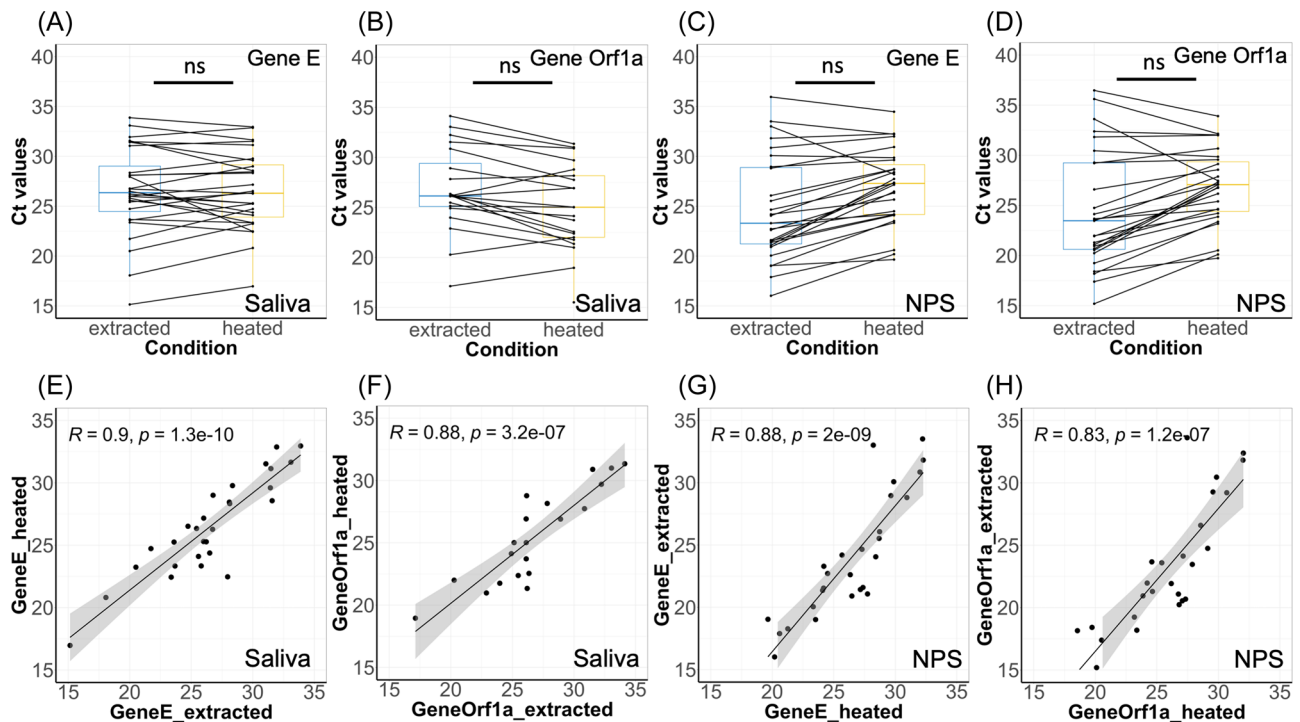 (A)
Gene E
ns
40
35
30
25
20
15
Ct values
Saliva
extracted heated
Condition
(B)
Gene Orf1a
ns
40
35
30
25
20
15
Ct values
Saliva
extracted heated
Condition
(C)
Gene E
ns
40
35
30
25
20
15
Ct values
NPS
extracted heated
Condition
(D)
Gene Orf1a
ns
40
35
30
25
20
15
Ct values
NPS
extracted heated
Condition
(E)
R = 0.9, p = 1.3e-10
35
30
25
20
15
GeneE_heated
Saliva
15 20 25 30 35
GeneE_extracted
(F)
R = 0.88, p = 3.2e-07
35
30
25
20
15
GeneOrf1a_heated
Saliva
15 20 25 30 35
GeneOrf1a_extracted
(G)
R = 0.88, p = 2e-09
35
30
25
20
15
GeneE_extracted
NPS
15 20 25 30 35
GeneE_heated
(H)
R = 0.83, p = 1.2e-07
35
30
25
20
15
GeneOrf1a_extracted
NPS
15 20 25 30 35
GeneOrf1a_heated